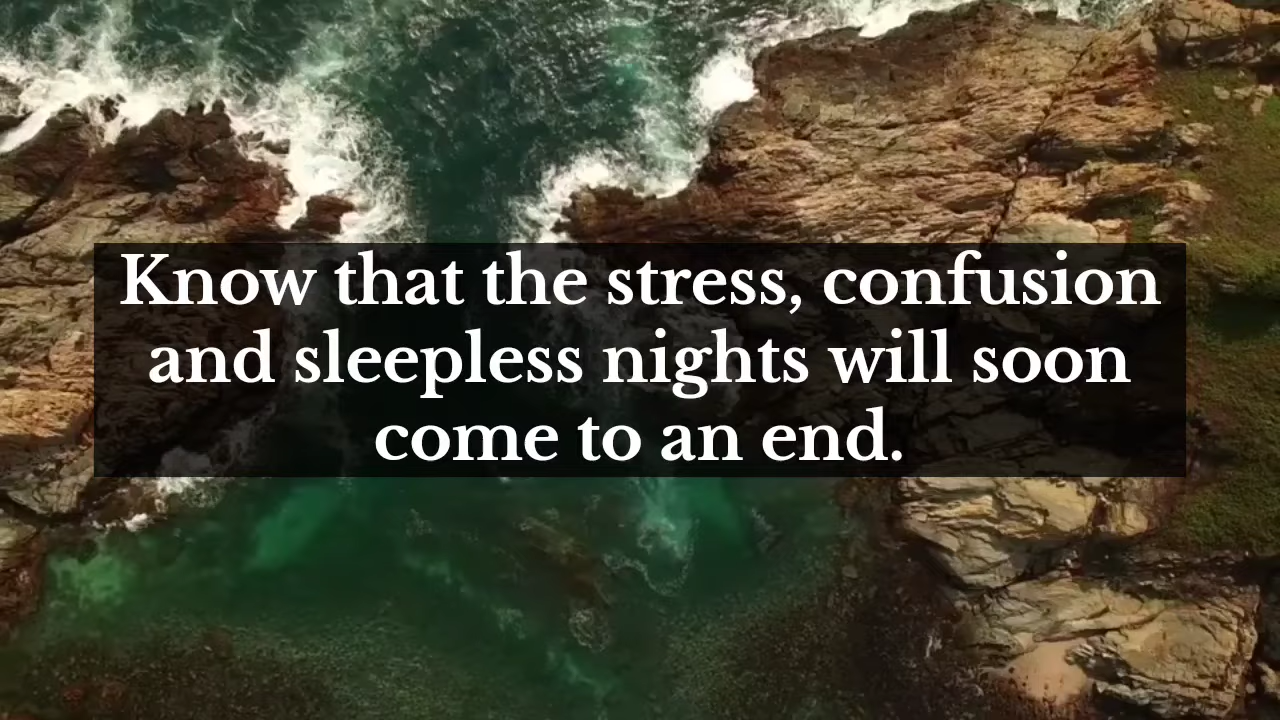 Know that the stress, confusion
and sleepless nights will soon
come to an end.